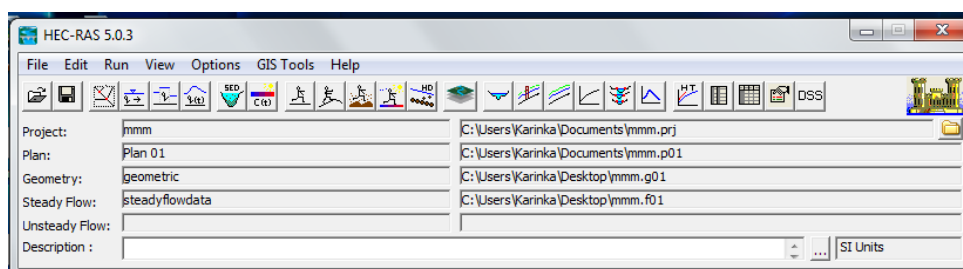 HEC-RAS 5.0.3
File Edit Run View Options GIS Tools Help
SED C(t) HD HT DSS
Project: mmm C:\Users\Karinka\Documents\mmm.prj
Plan: Plan 01 C:\Users\Karinka\Documents\mmm.p01
Geometry: geometric C:\Users\Karinka\Desktop\mmm.g01
Steady Flow: steadyflowdata C:\Users\Karinka\Desktop\mmm.f01
Unsteady Flow:
Description : ... SI Units